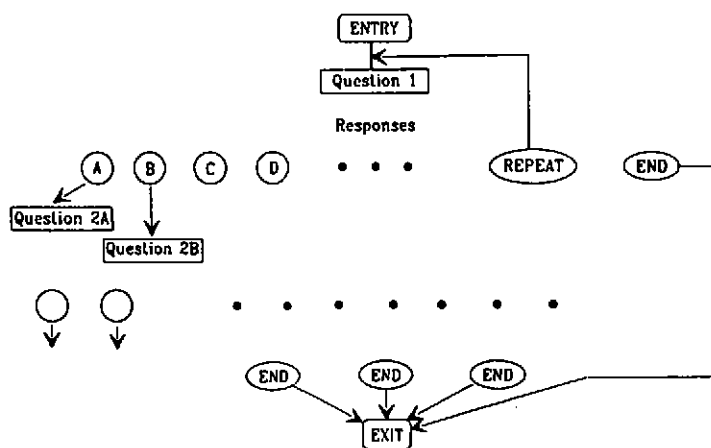 ENTRY
Question 1
Responses
A B C D • • • REPEAT END
Question 2A
Question 2B
• • • • • • •
END END END
EXIT